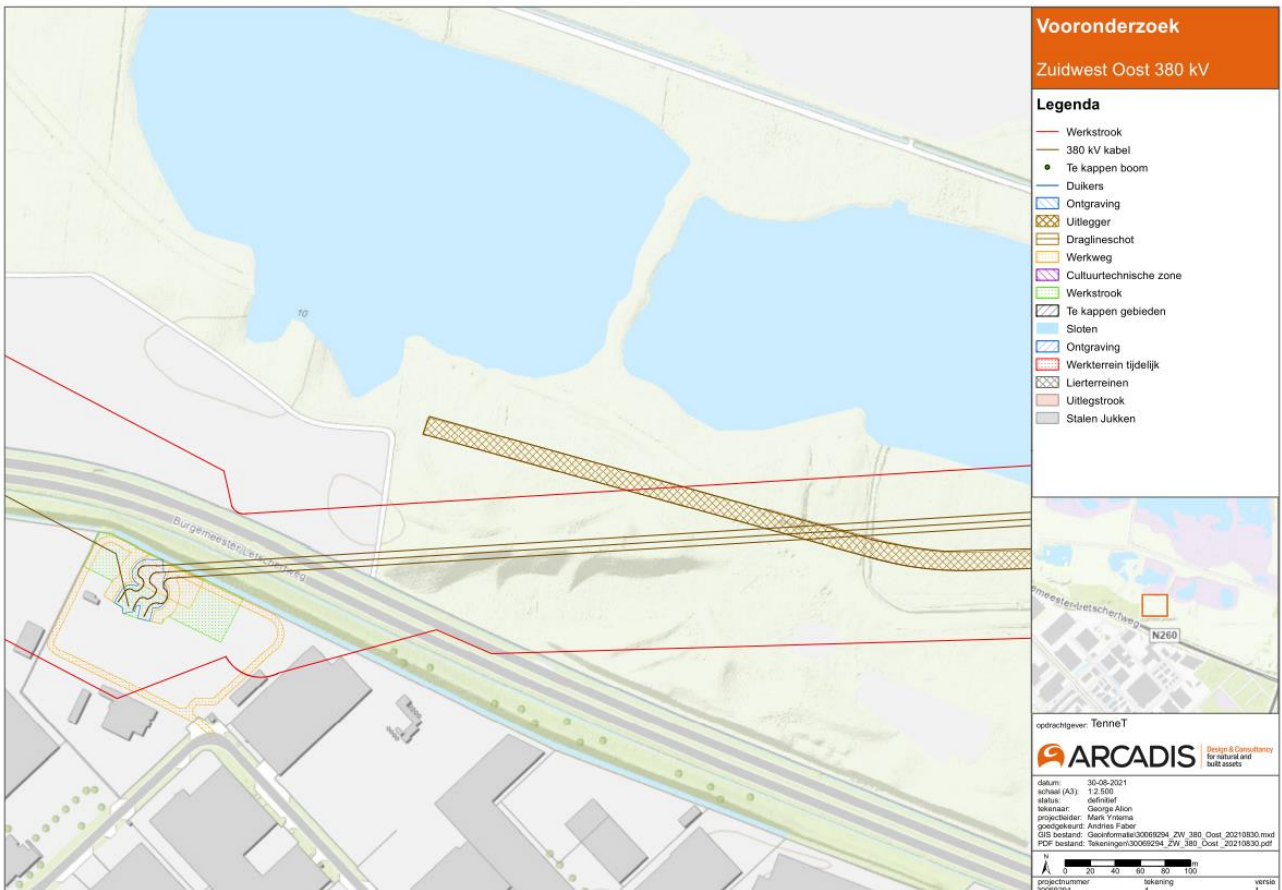 Vooronderzoek
Zuidwest Oost 380 kV
Legenda
Werkstrook
380 kV kabel
Te kappen boom
Duikers
Ontgraving
Uitlegger
Draglineschot
Werkweg
Cultuurtechnische zone
Werkstrook
Te kappen gebieden
Sloten
Ontgraving
Werkterrein tijdelijk
Lierterreinen
Uitlegstrook
Stalen Jukken
10
Burgemeester-Letschertweg
emeester-Letschertweg
N260
opdrachtgever: TenneT
ARCADIS
Design & Consultancy
for natural and
built assets
datum: 30-08-2021
schaal (A3): 1:2.500
status: definitief
tekenaar: George Alion
projectleider: Mark Yntema
goedgekeurd: Andries Faber
GIS bestand: Geoinformatie\30069294_ZW_380_Oost_20210830.mxd
PDF bestand: Tekeningen\30069294_ZW_380_Oost_20210830.pdf
N
m
0 20 40 60 80 100
projectnummer tekening versie